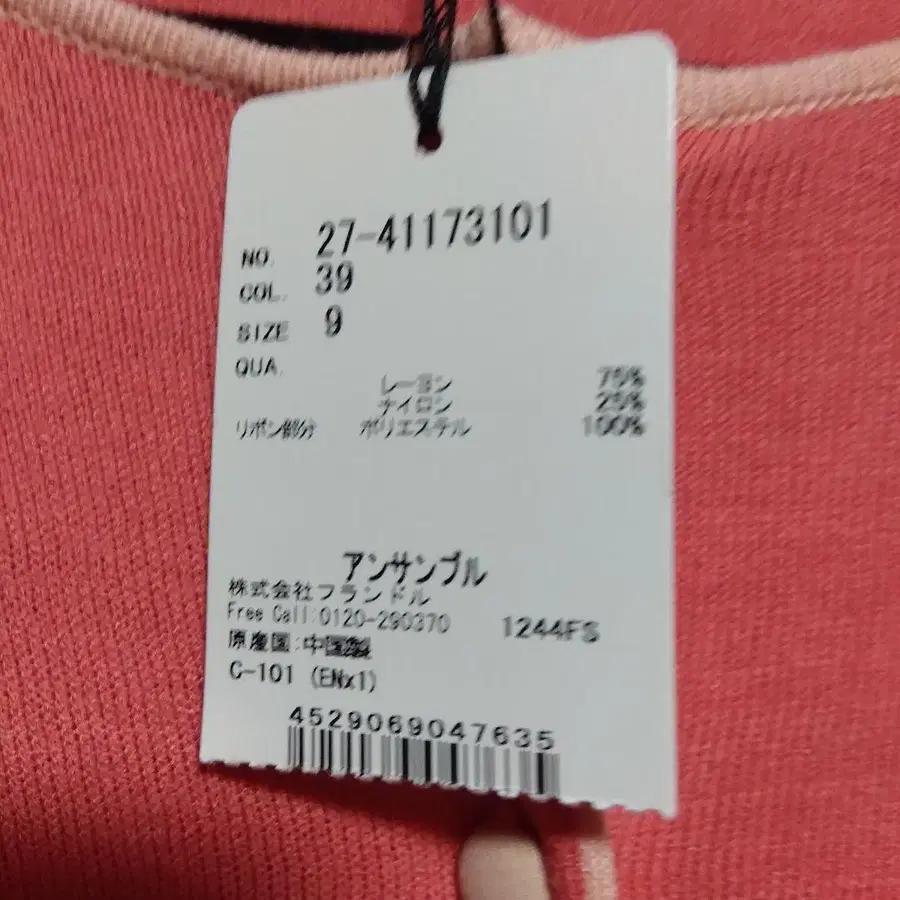 NO. 27-41173101
COL. 39
SIZE 9
QUA.
レーヨン 75%
ナイロン 25%
リボン部分 ポリエステル 100%
アンサンブル
株式会社フランドル
Free Call:0120-290370 1244FS
原産国:中国製
C-101 (ENx1)
4529069047635